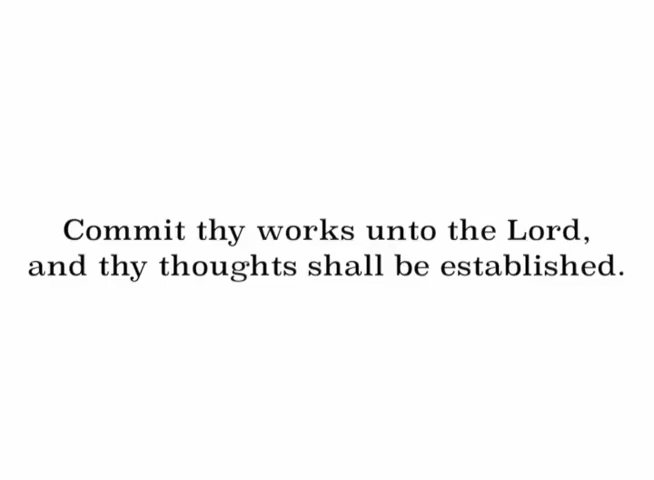 Commit thy works unto the Lord,
and thy thoughts shall be established.